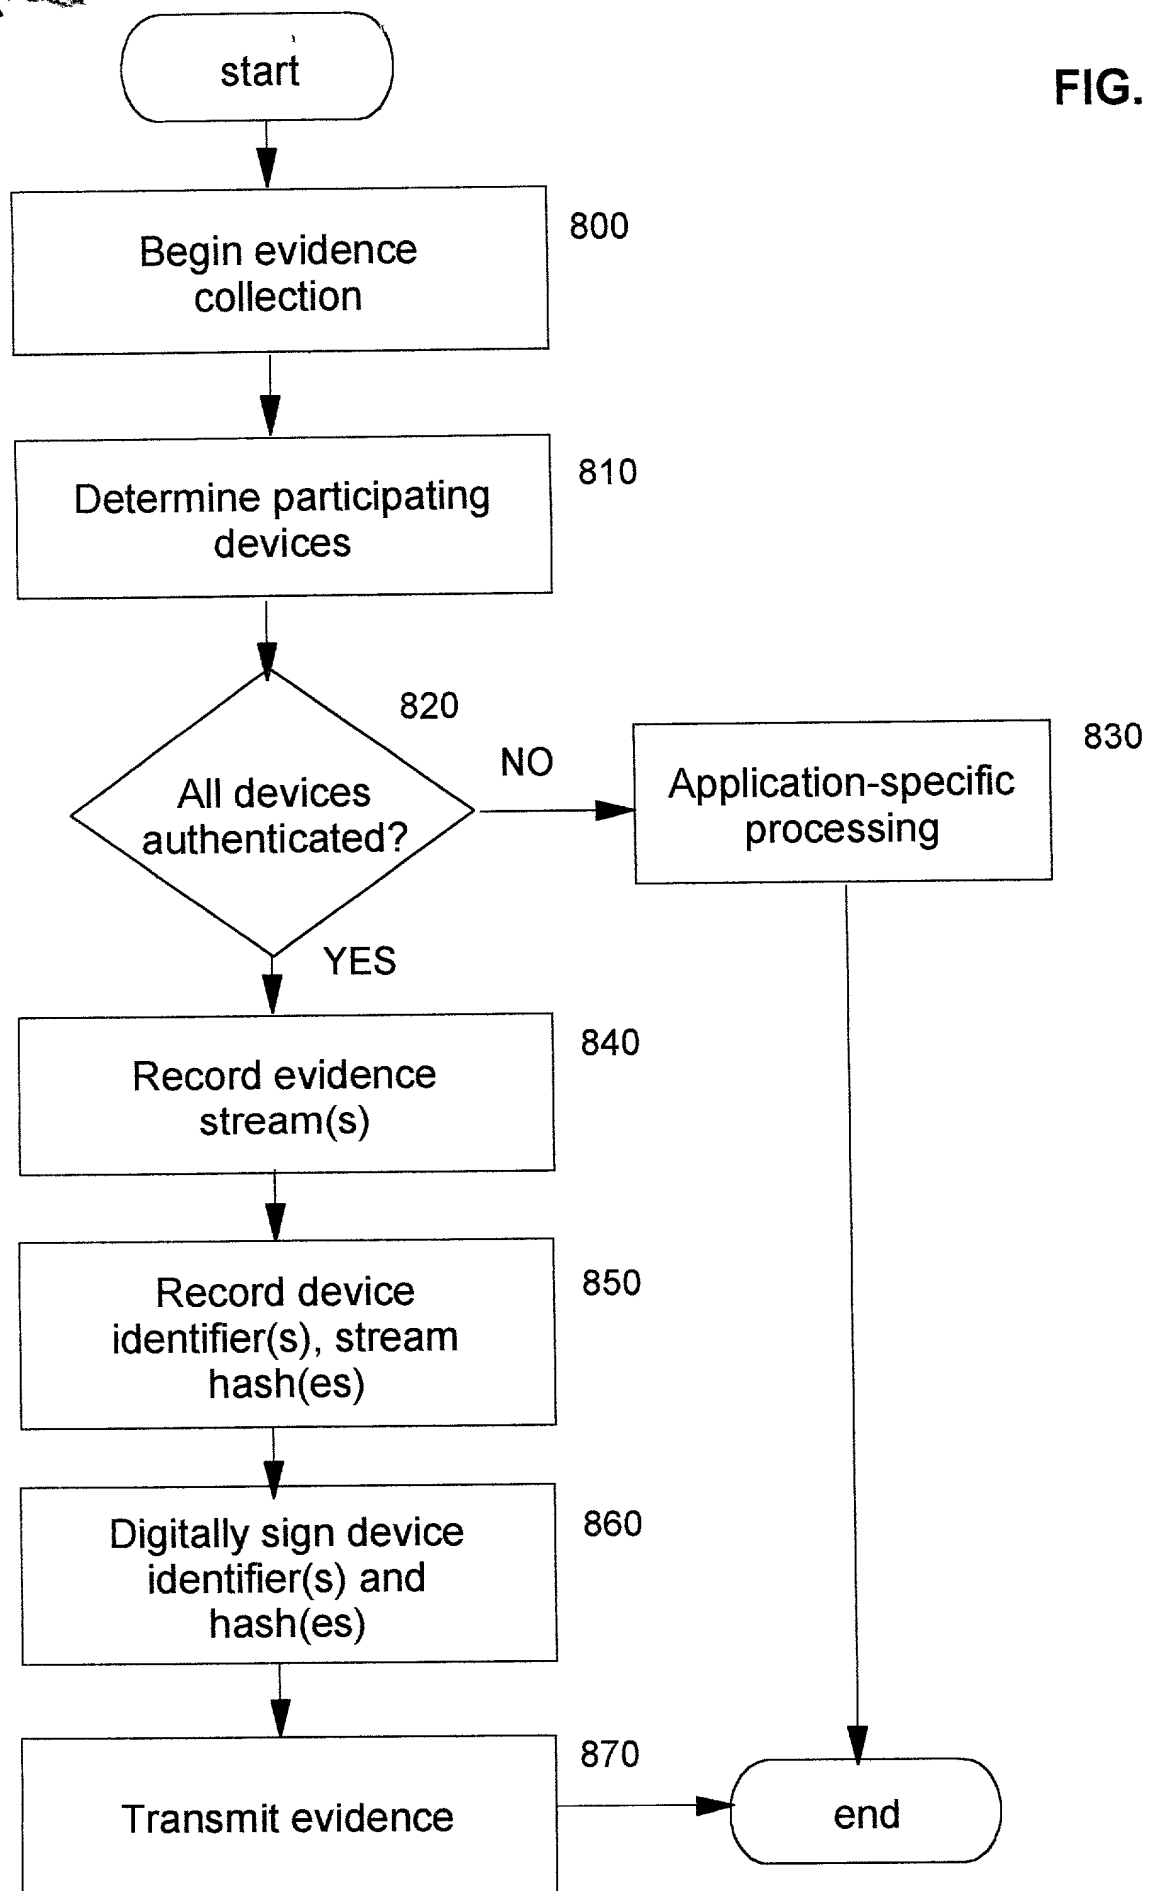 start
FIG.
800
Begin evidence
collection
810
Determine participating
devices
820
All devices
authenticated?
NO
830
Application-specific
processing
YES
840
Record evidence
stream(s)
850
Record device
identifier(s), stream
hash(es)
860
Digitally sign device
identifier(s) and
hash(es)
870
Transmit evidence
end